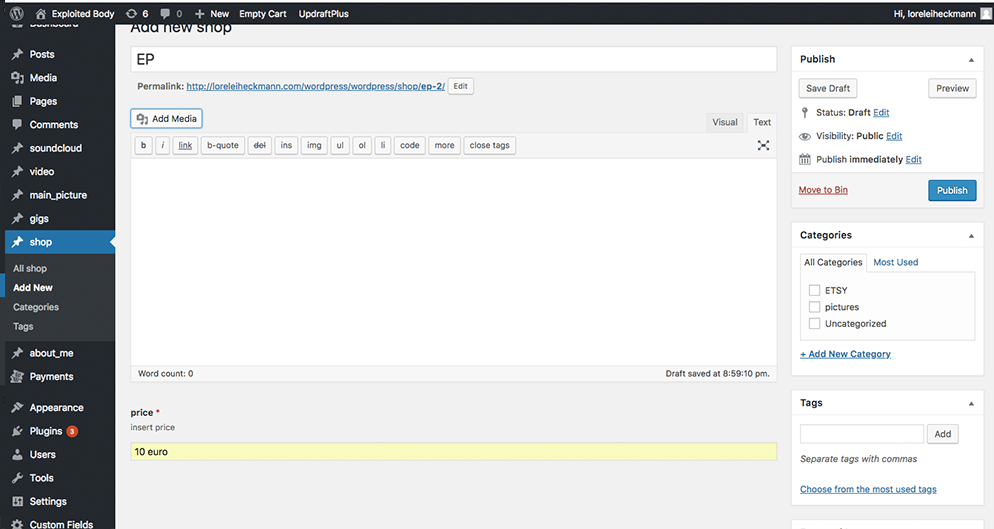 Exploited Body 6 0 New Empty Cart UpdraftPlus Hi, loreleiheckmann
Dashboard
Posts
Media
Pages
Comments
soundcloud
video
main_picture
gigs
shop
All shop
Add New
Categories
Tags
about_me
Payments
Appearance
Plugins 3
Users
Tools
Settings
Custom Fields
Add new shop
EP
Permalink: http://loreleiheckmann.com/wordpress/wordpress/shop/ep-2/ Edit
Add Media
Visual Text
b i link b-quote del ins img ul ol li code more close tags
Word count: 0 Draft saved at 8:59:10 pm.
price *
insert price
10 euro
Publish
Save Draft Preview
Status: Draft Edit
Visibility: Public Edit
Publish immediately Edit
Move to Bin Publish
Categories
All Categories Most Used
ETSY
pictures
Uncategorized
+ Add New Category
Tags
Add
Separate tags with commas
Choose from the most used tags